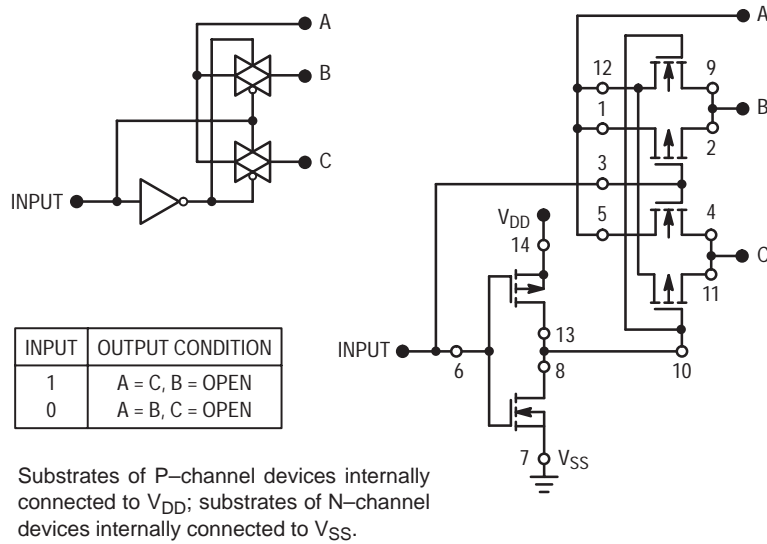 A
B
C
INPUT
INPUT OUTPUT CONDITION
1 A = C, B = OPEN
0 A = B, C = OPEN
Substrates of P–channel devices internally
connected to VDD; substrates of N–channel
devices internally connected to VSS.
A
12 9
B
1 2
3
VDD
14
5 4
C
11
13
INPUT
6
8
10
7 VSS